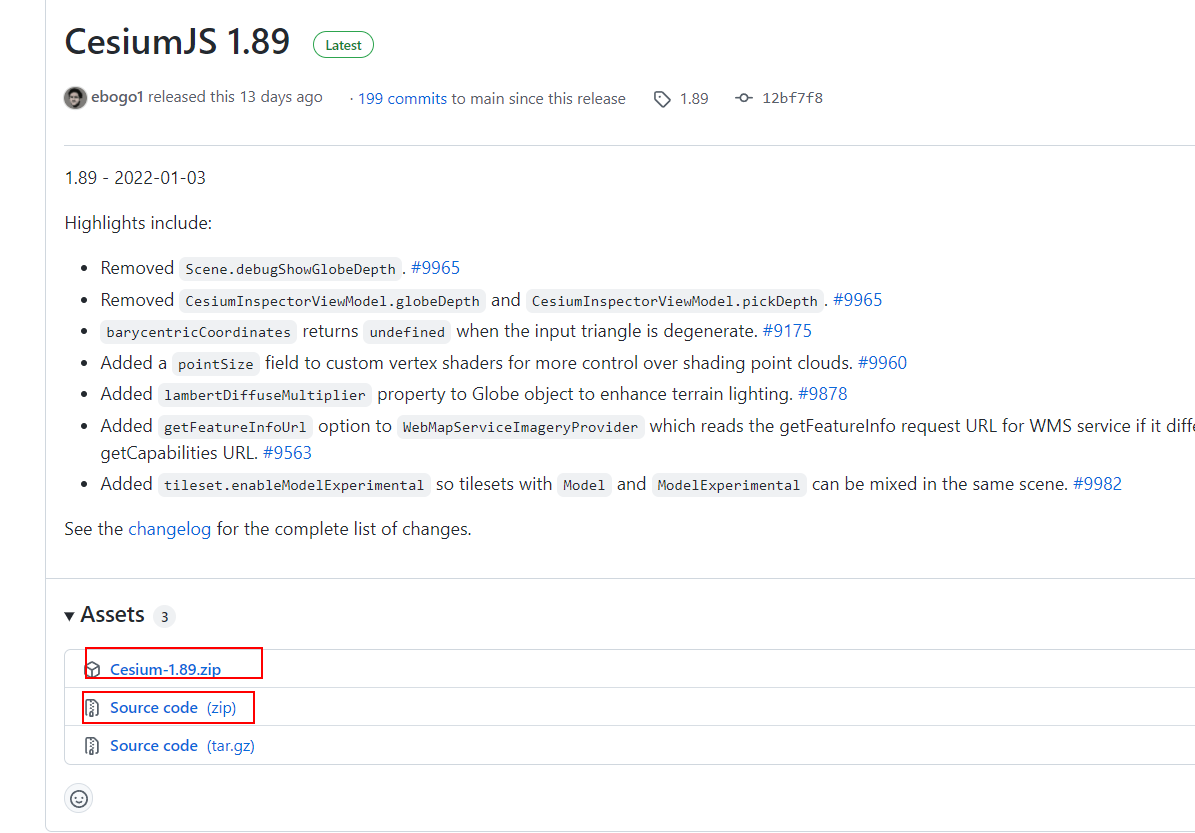 CesiumJS 1.89 Latest
ebogo1 released this 13 days ago · 199 commits to main since this release 1.89 12bf7f8
1.89 - 2022-01-03
Highlights include:
• Removed Scene.debugShowGlobeDepth. #9965
• Removed CesiumInspectorViewModel.globeDepth and CesiumInspectorViewModel.pickDepth. #9965
• barycentricCoordinates returns undefined when the input triangle is degenerate. #9175
• Added a pointSize field to custom vertex shaders for more control over shading point clouds. #9960
• Added lambertDiffuseMultiplier property to Globe object to enhance terrain lighting. #9878
• Added getFeatureInfoUrl option to WebMapServiceImageryProvider which reads the getFeatureInfo request URL for WMS service if it diffe
getCapabilities URL. #9563
• Added tileset.enableModelExperimental so tilesets with Model and ModelExperimental can be mixed in the same scene. #9982
See the changelog for the complete list of changes.
Assets 3
Cesium-1.89.zip
Source code (zip)
Source code (tar.gz)